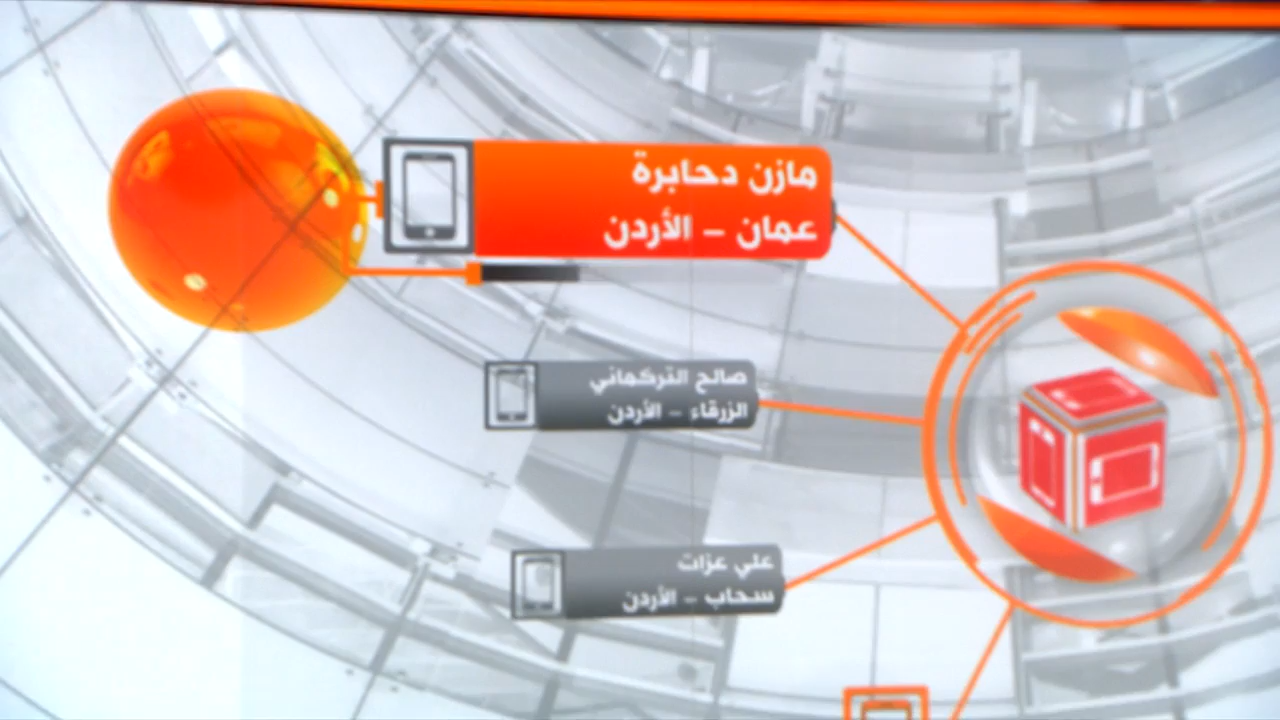 مازن دحابرة
عمان – الأردن
صالح التركماني
الزرقاء – الأردن
علي عزات
سحاب – الأردن